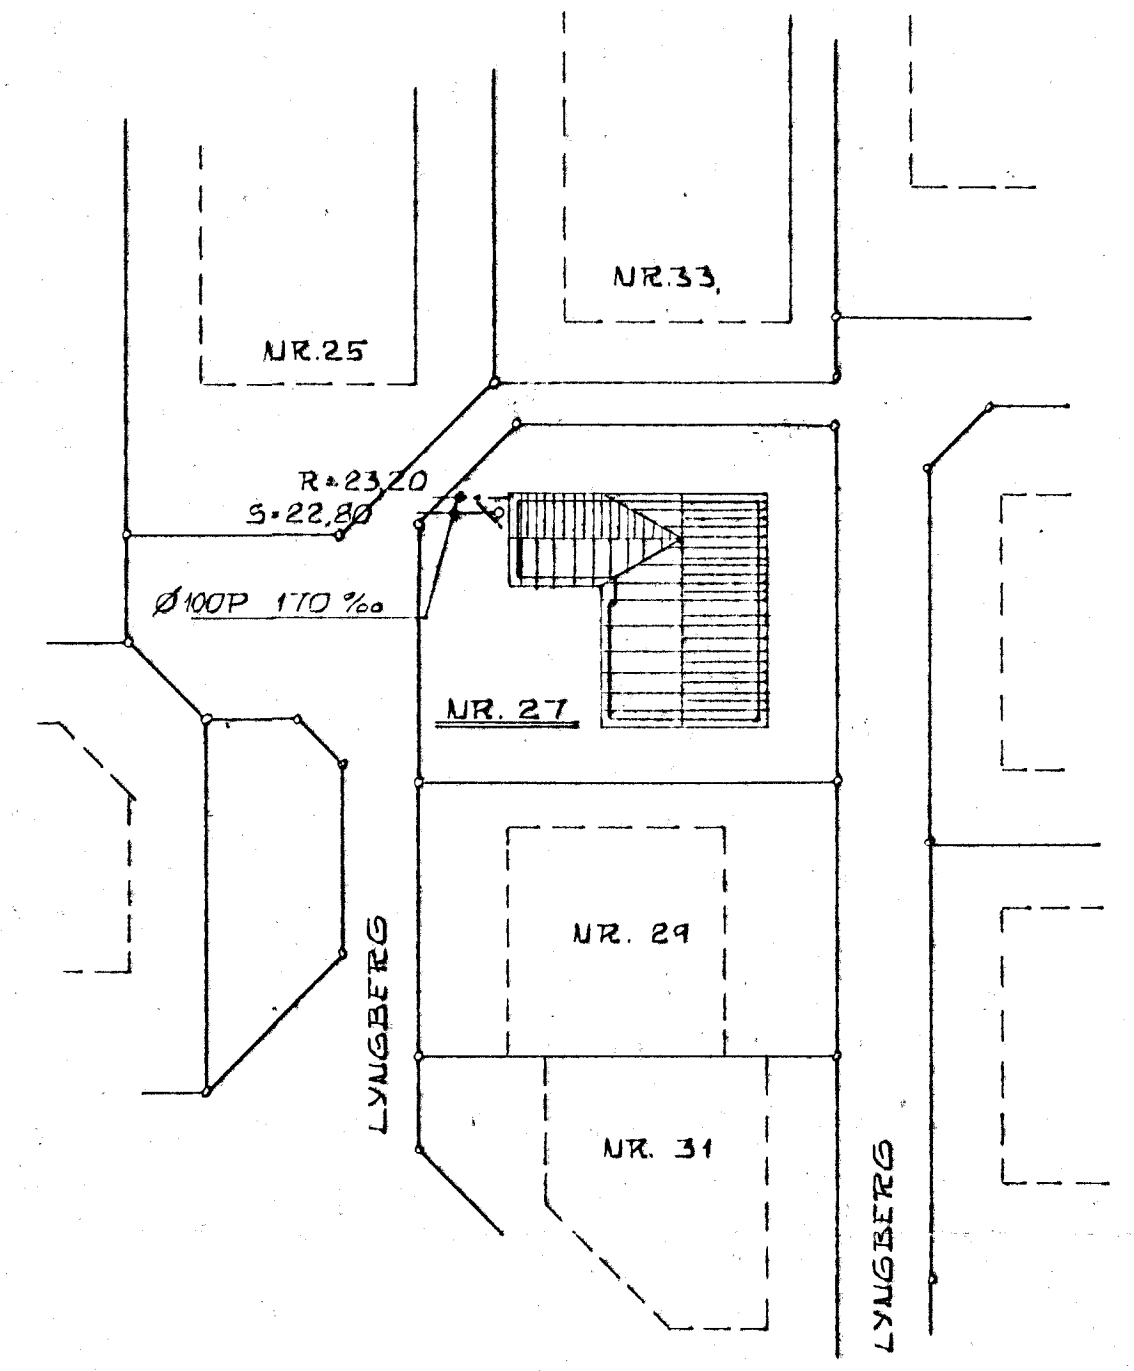 NR.33,
NR.25
R=23,20
S=22,80
Ø100P 170 ‰
NR. 27
NR. 29
LYNGBERG
NR. 31
LYNGBERG